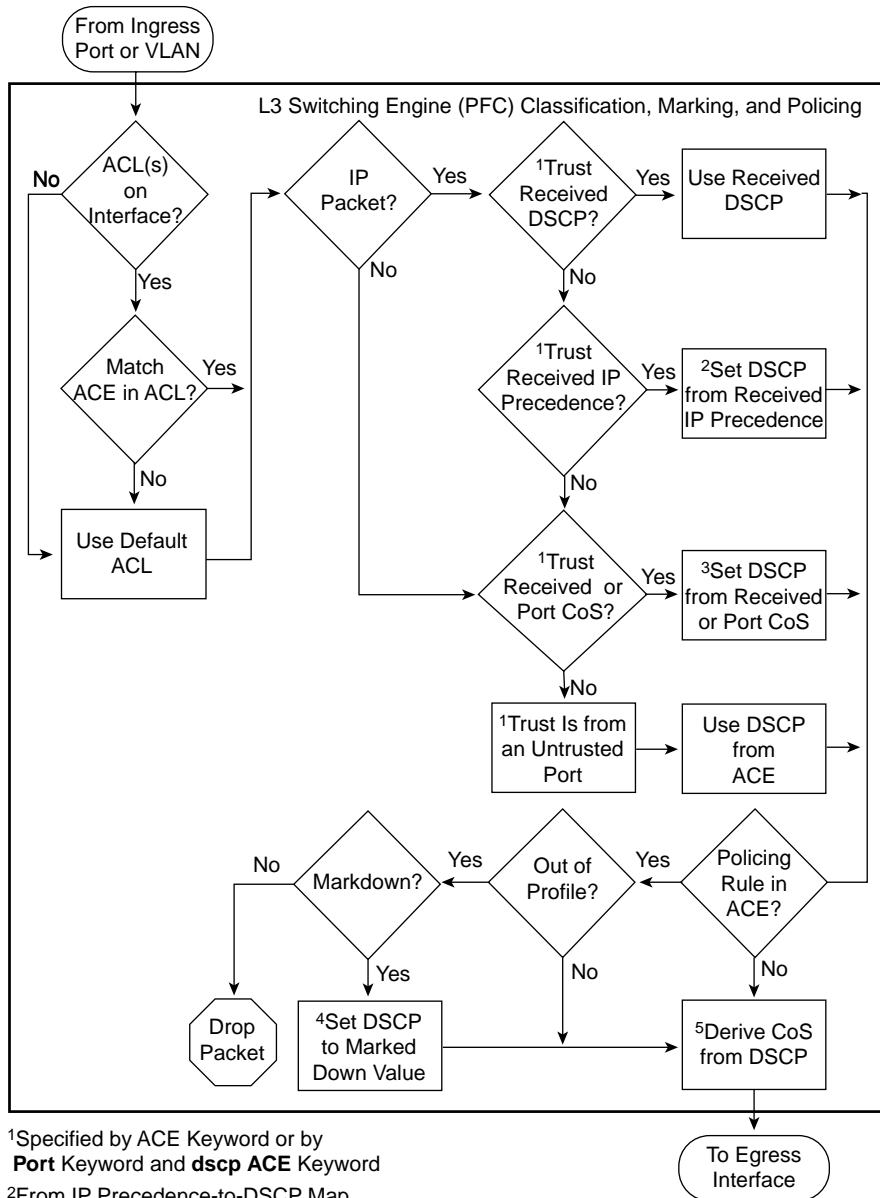 From Ingress
Port or VLAN
L3 Switching Engine (PFC) Classification, Marking, and Policing
ACL(s)
on
Interface?
No
Yes
Match
ACE in ACL?
Yes
No
Use Default
ACL
IP
Packet?
Yes
No
1Trust
Received
DSCP?
Yes
No
Use Received
DSCP
1Trust
Received IP
Precedence?
Yes
No
2Set DSCP
from Received
IP Precedence
1Trust
Received or
Port CoS?
Yes
No
3Set DSCP
from Received
or Port CoS
1Trust Is from
an Untrusted
Port
Use DSCP
from
ACE
Policing
Rule in
ACE?
Yes
No
Out of
Profile?
Yes
No
Markdown?
No
Yes
Drop
Packet
4Set DSCP
to Marked
Down Value
5Derive CoS
from DSCP
To Egress
Interface
1Specified by ACE Keyword or by
Port Keyword and dscp ACE Keyword
2From IP Precedence-to-DSCP Map